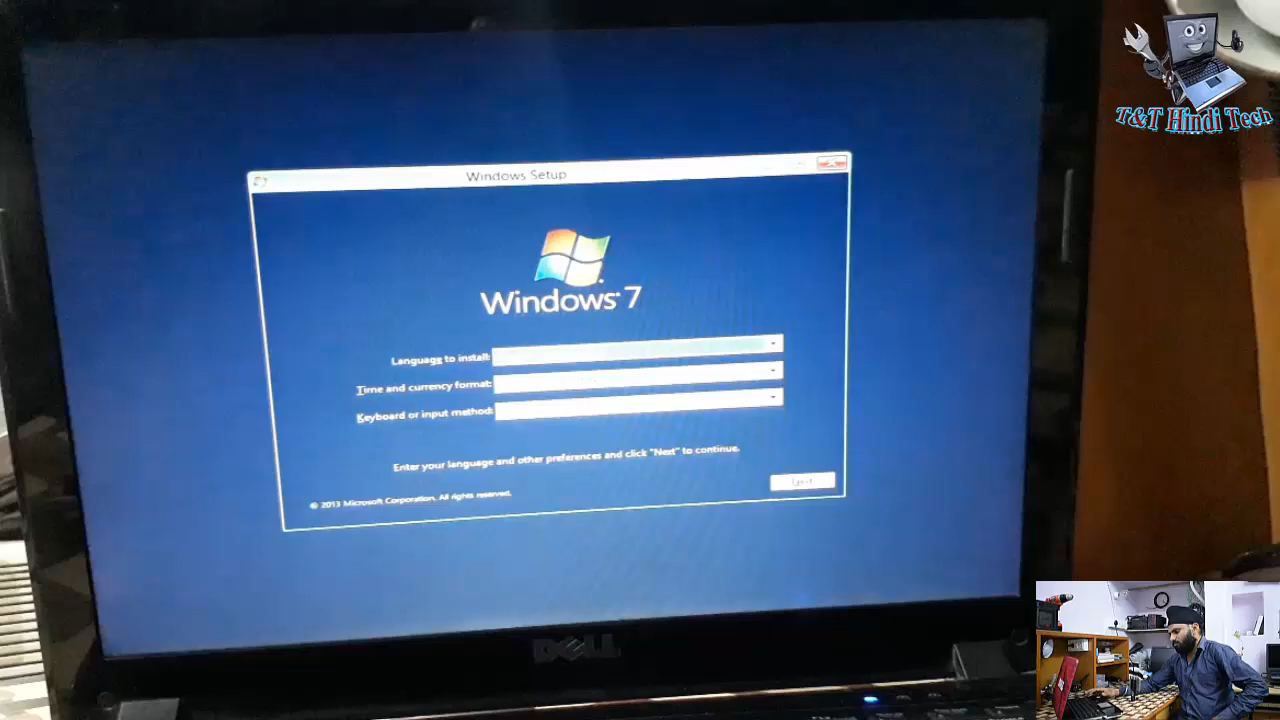 T&T Hindi Tech
Windows Setup
Windows 7
Language to install:
Time and currency format:
Keyboard or input method:
Enter your language and other preferences and click "Next" to continue.
© 2013 Microsoft Corporation. All rights reserved.
DELL